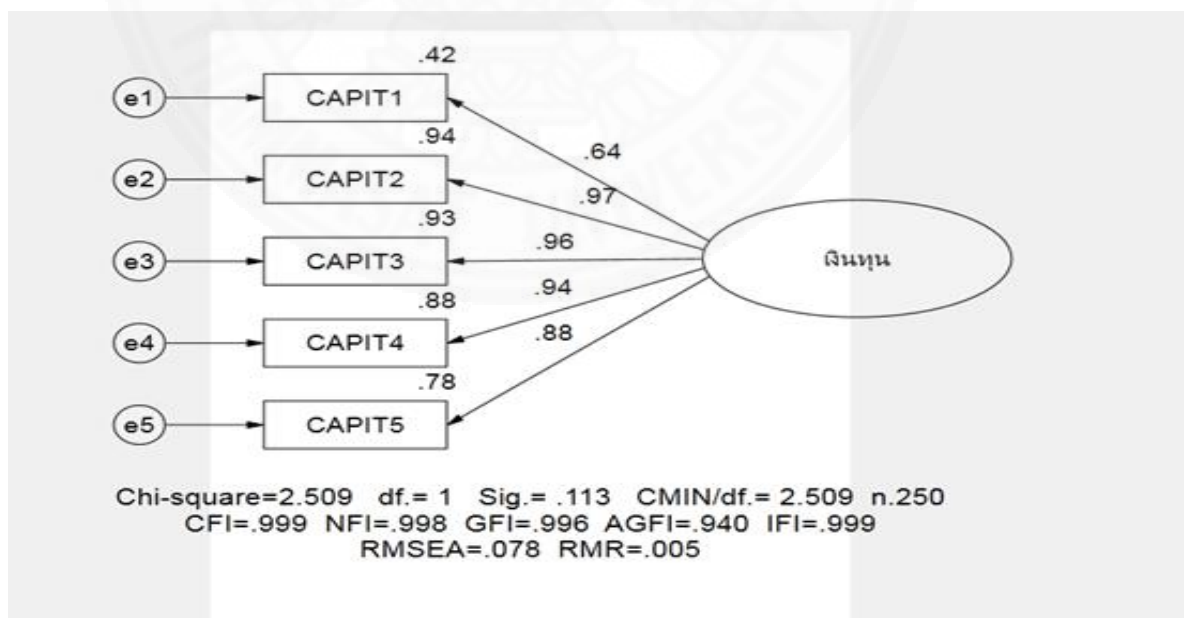 .42
e1 CAPIT1
.64
.94
e2 CAPIT2
.97
.93
e3 CAPIT3 .96 เงินทุน
.94
.88
e4 CAPIT4 .88
.78
e5 CAPIT5
Chi-square=2.509 df.= 1 Sig.= .113 CMIN/df.= 2.509 n.250
CFI=.999 NFI=.998 GFI=.996 AGFI=.940 IFI=.999
RMSEA=.078 RMR=.005